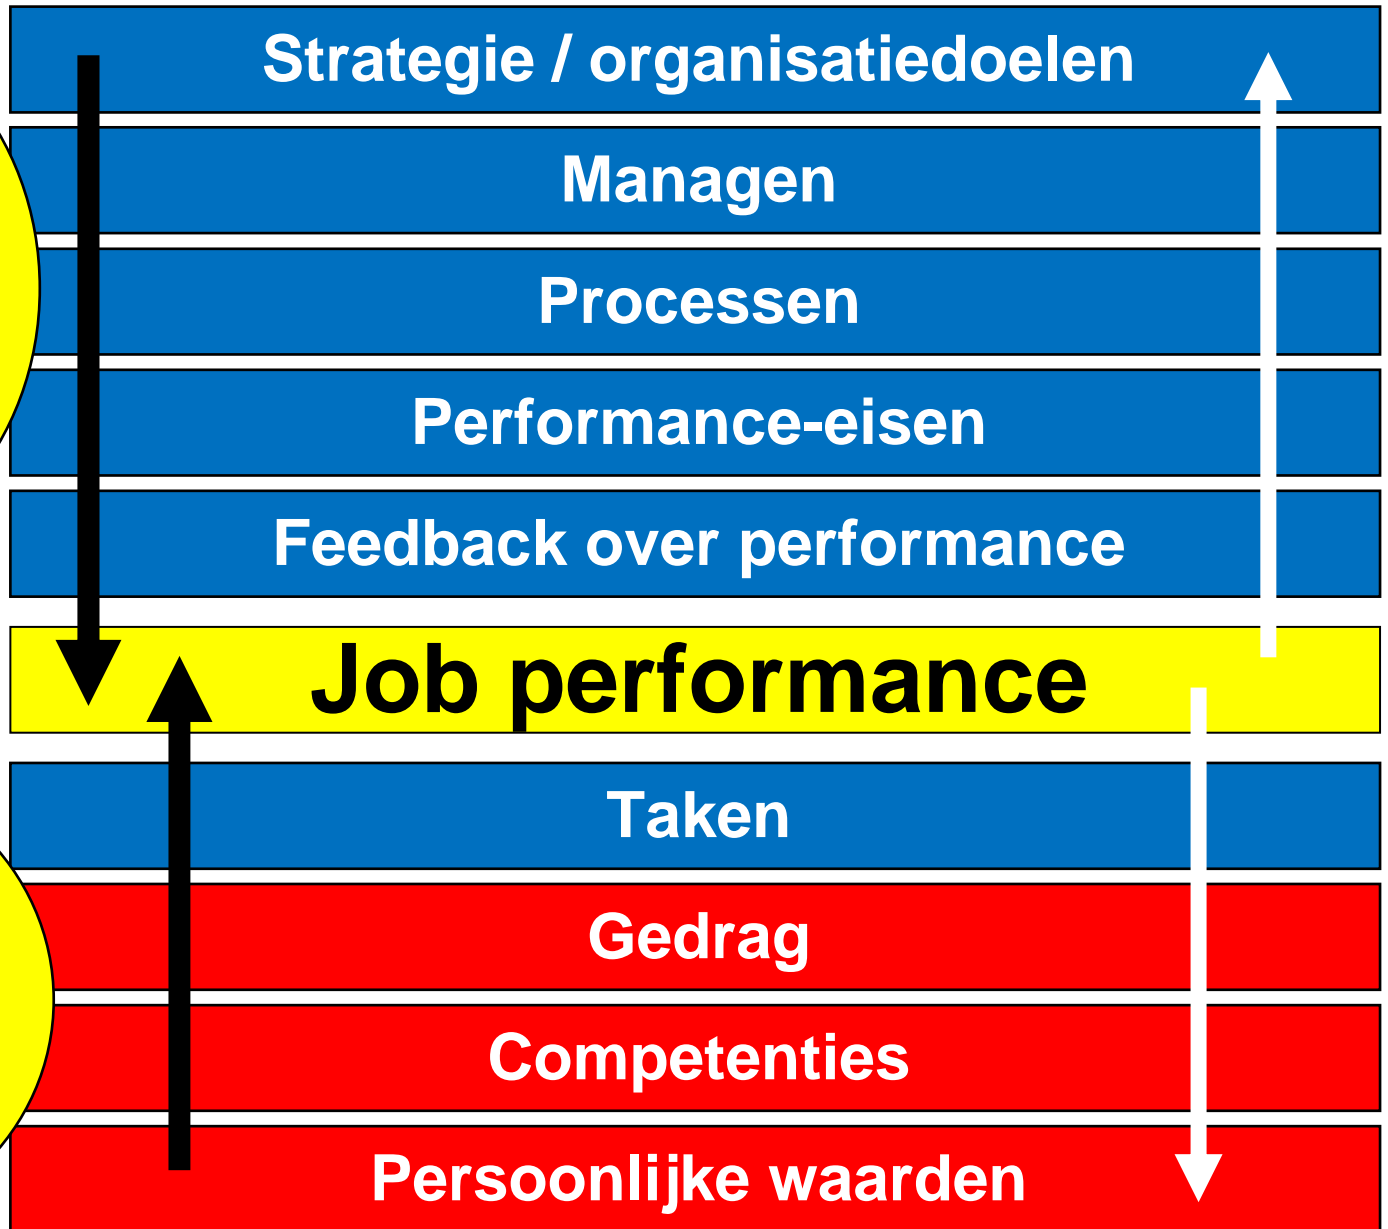 Strategie / organisatiedoelen
Managen
Processen
Performance-eisen
Feedback over performance
Job performance
Taken
Gedrag
Competenties
Persoonlijke waarden